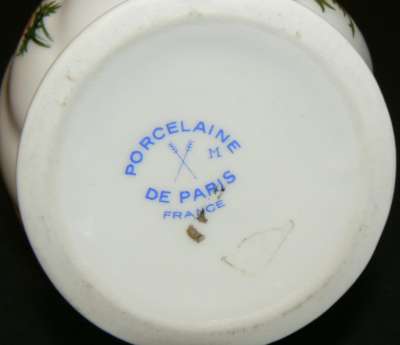 PORCELAINE
M
DE PARIS
FRANCE